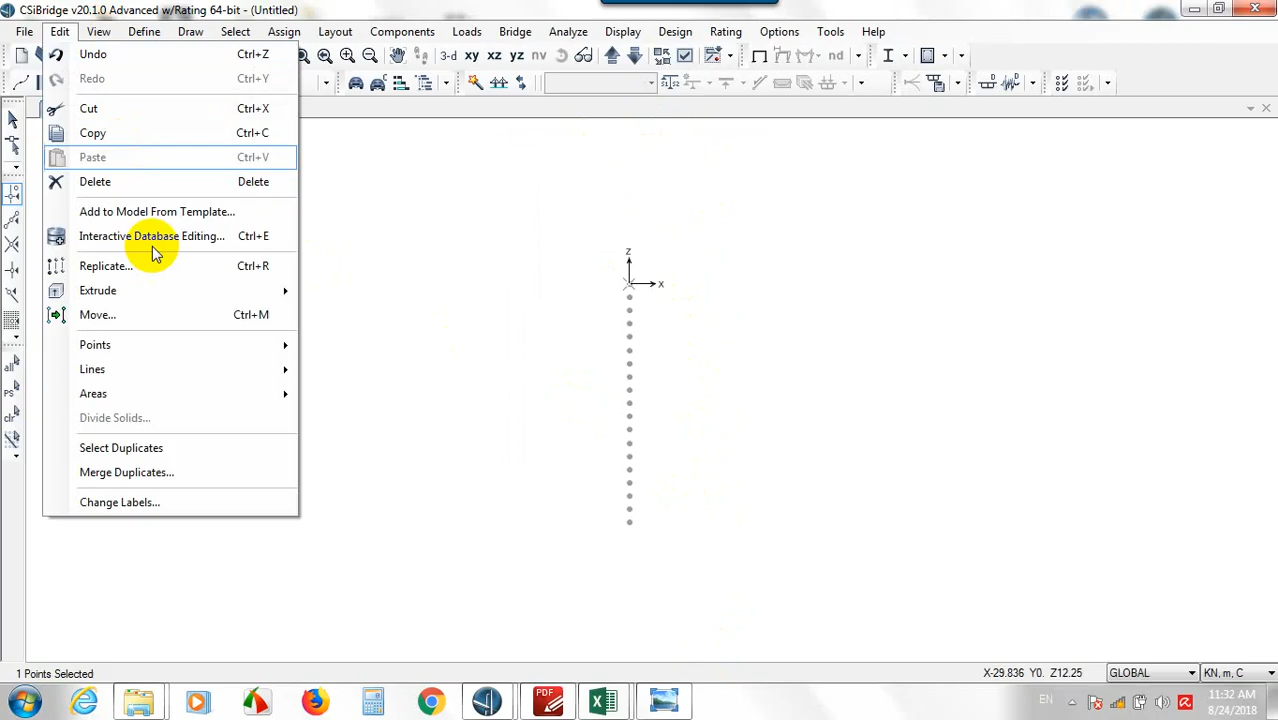 CSiBridge v20.1.0 Advanced w/Rating 64-bit - (Untitled)
File Edit View Define Draw Select Assign Layout Components Loads Bridge Analyze Display Design Rating Options Tools Help
3-d xy xz yz nv
Undo Ctrl+Z
Redo Ctrl+Y
Cut Ctrl+X
Copy Ctrl+C
Paste Ctrl+V
Delete Delete
Add to Model From Template...
Interactive Database Editing... Ctrl+E
Replicate... Ctrl+R
Extrude
Move... Ctrl+M
Points
Lines
Areas
Divide Solids...
Select Duplicates
Merge Duplicates...
Change Labels...
all
PS
clr
Z
X
1 Points Selected
X-29.836 Y0. Z12.25
GLOBAL
KN, m, C
PDF
EN
11:32 AM
8/24/2018